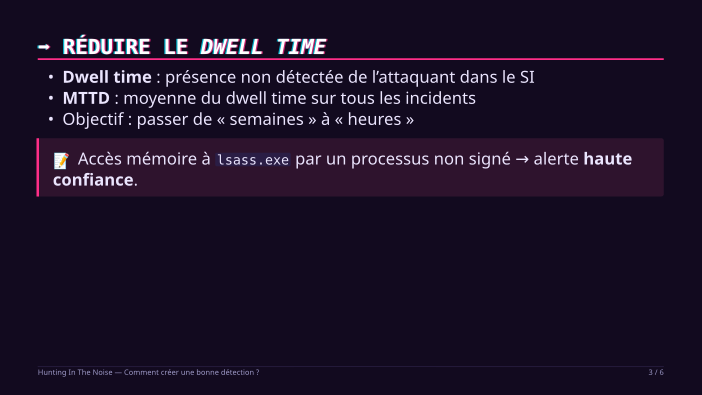 ➡ RÉDUIRE LE DWELL TIME
• Dwell time : présence non détectée de l’attaquant dans le SI
• MTTD : moyenne du dwell time sur tous les incidents
• Objectif : passer de « semaines » à « heures »
📝 Accès mémoire à lsass.exe par un processus non signé → alerte haute
confiance.
Hunting In The Noise — Comment créer une bonne détection ?
3 / 6